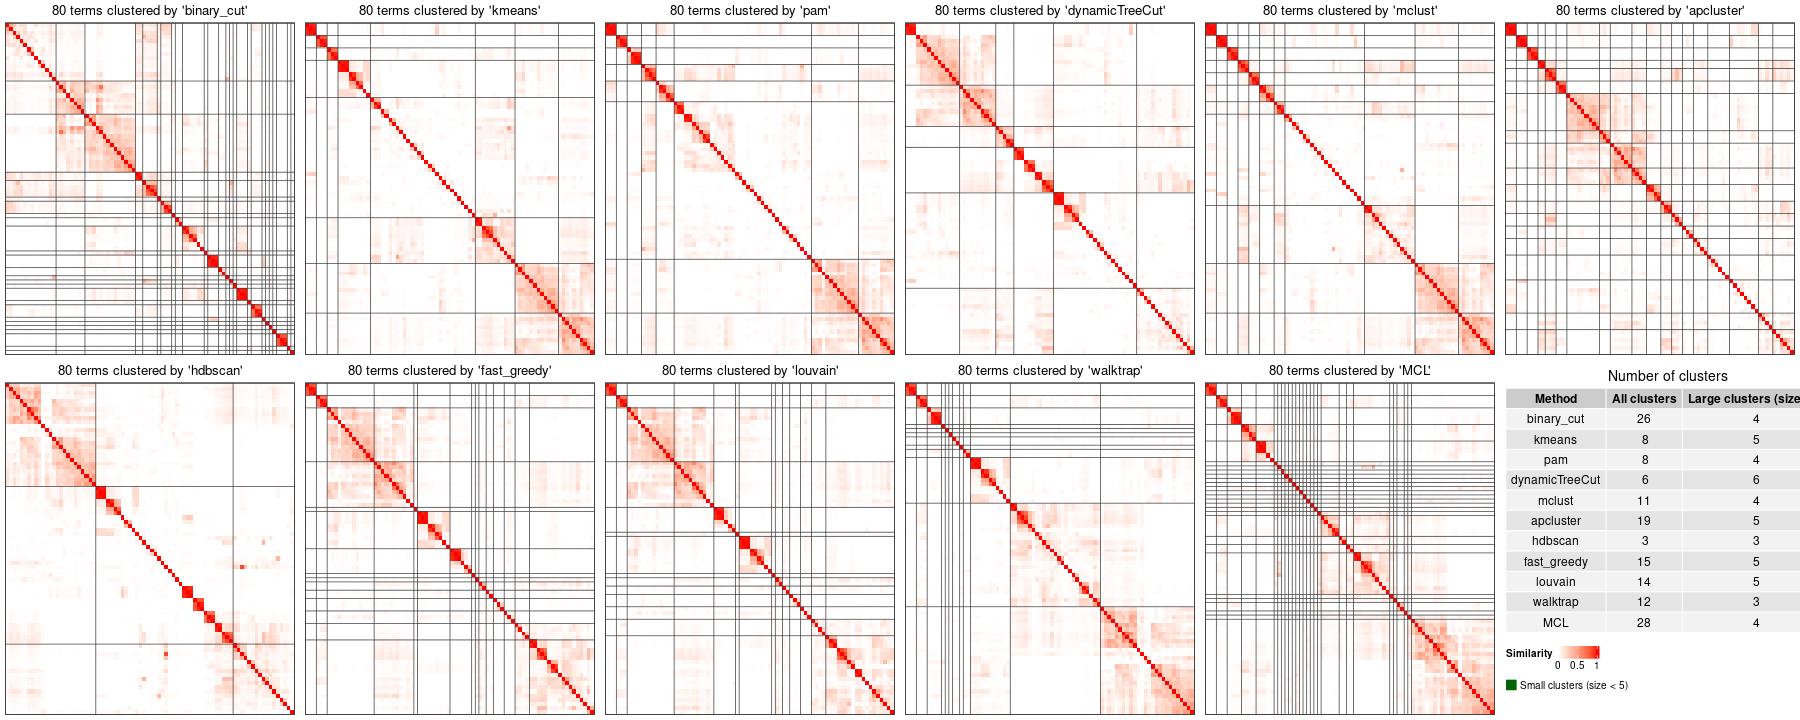 80 terms clustered by 'binary_cut'
80 terms clustered by 'kmeans'
80 terms clustered by 'pam'
80 terms clustered by 'dynamicTreeCut'
80 terms clustered by 'mclust'
80 terms clustered by 'apcluster'
80 terms clustered by 'hdbscan'
80 terms clustered by 'fast_greedy'
80 terms clustered by 'louvain'
80 terms clustered by 'walktrap'
80 terms clustered by 'MCL'
Number of clusters
Method All clusters Large clusters (size
binary_cut 26 4
kmeans 8 5
pam 8 4
dynamicTreeCut 6 6
mclust 11 4
apcluster 19 5
hdbscan 3 3
fast_greedy 15 5
louvain 14 5
walktrap 12 3
MCL 28 4
Similarity
0 0.5 1
Small clusters (size < 5)